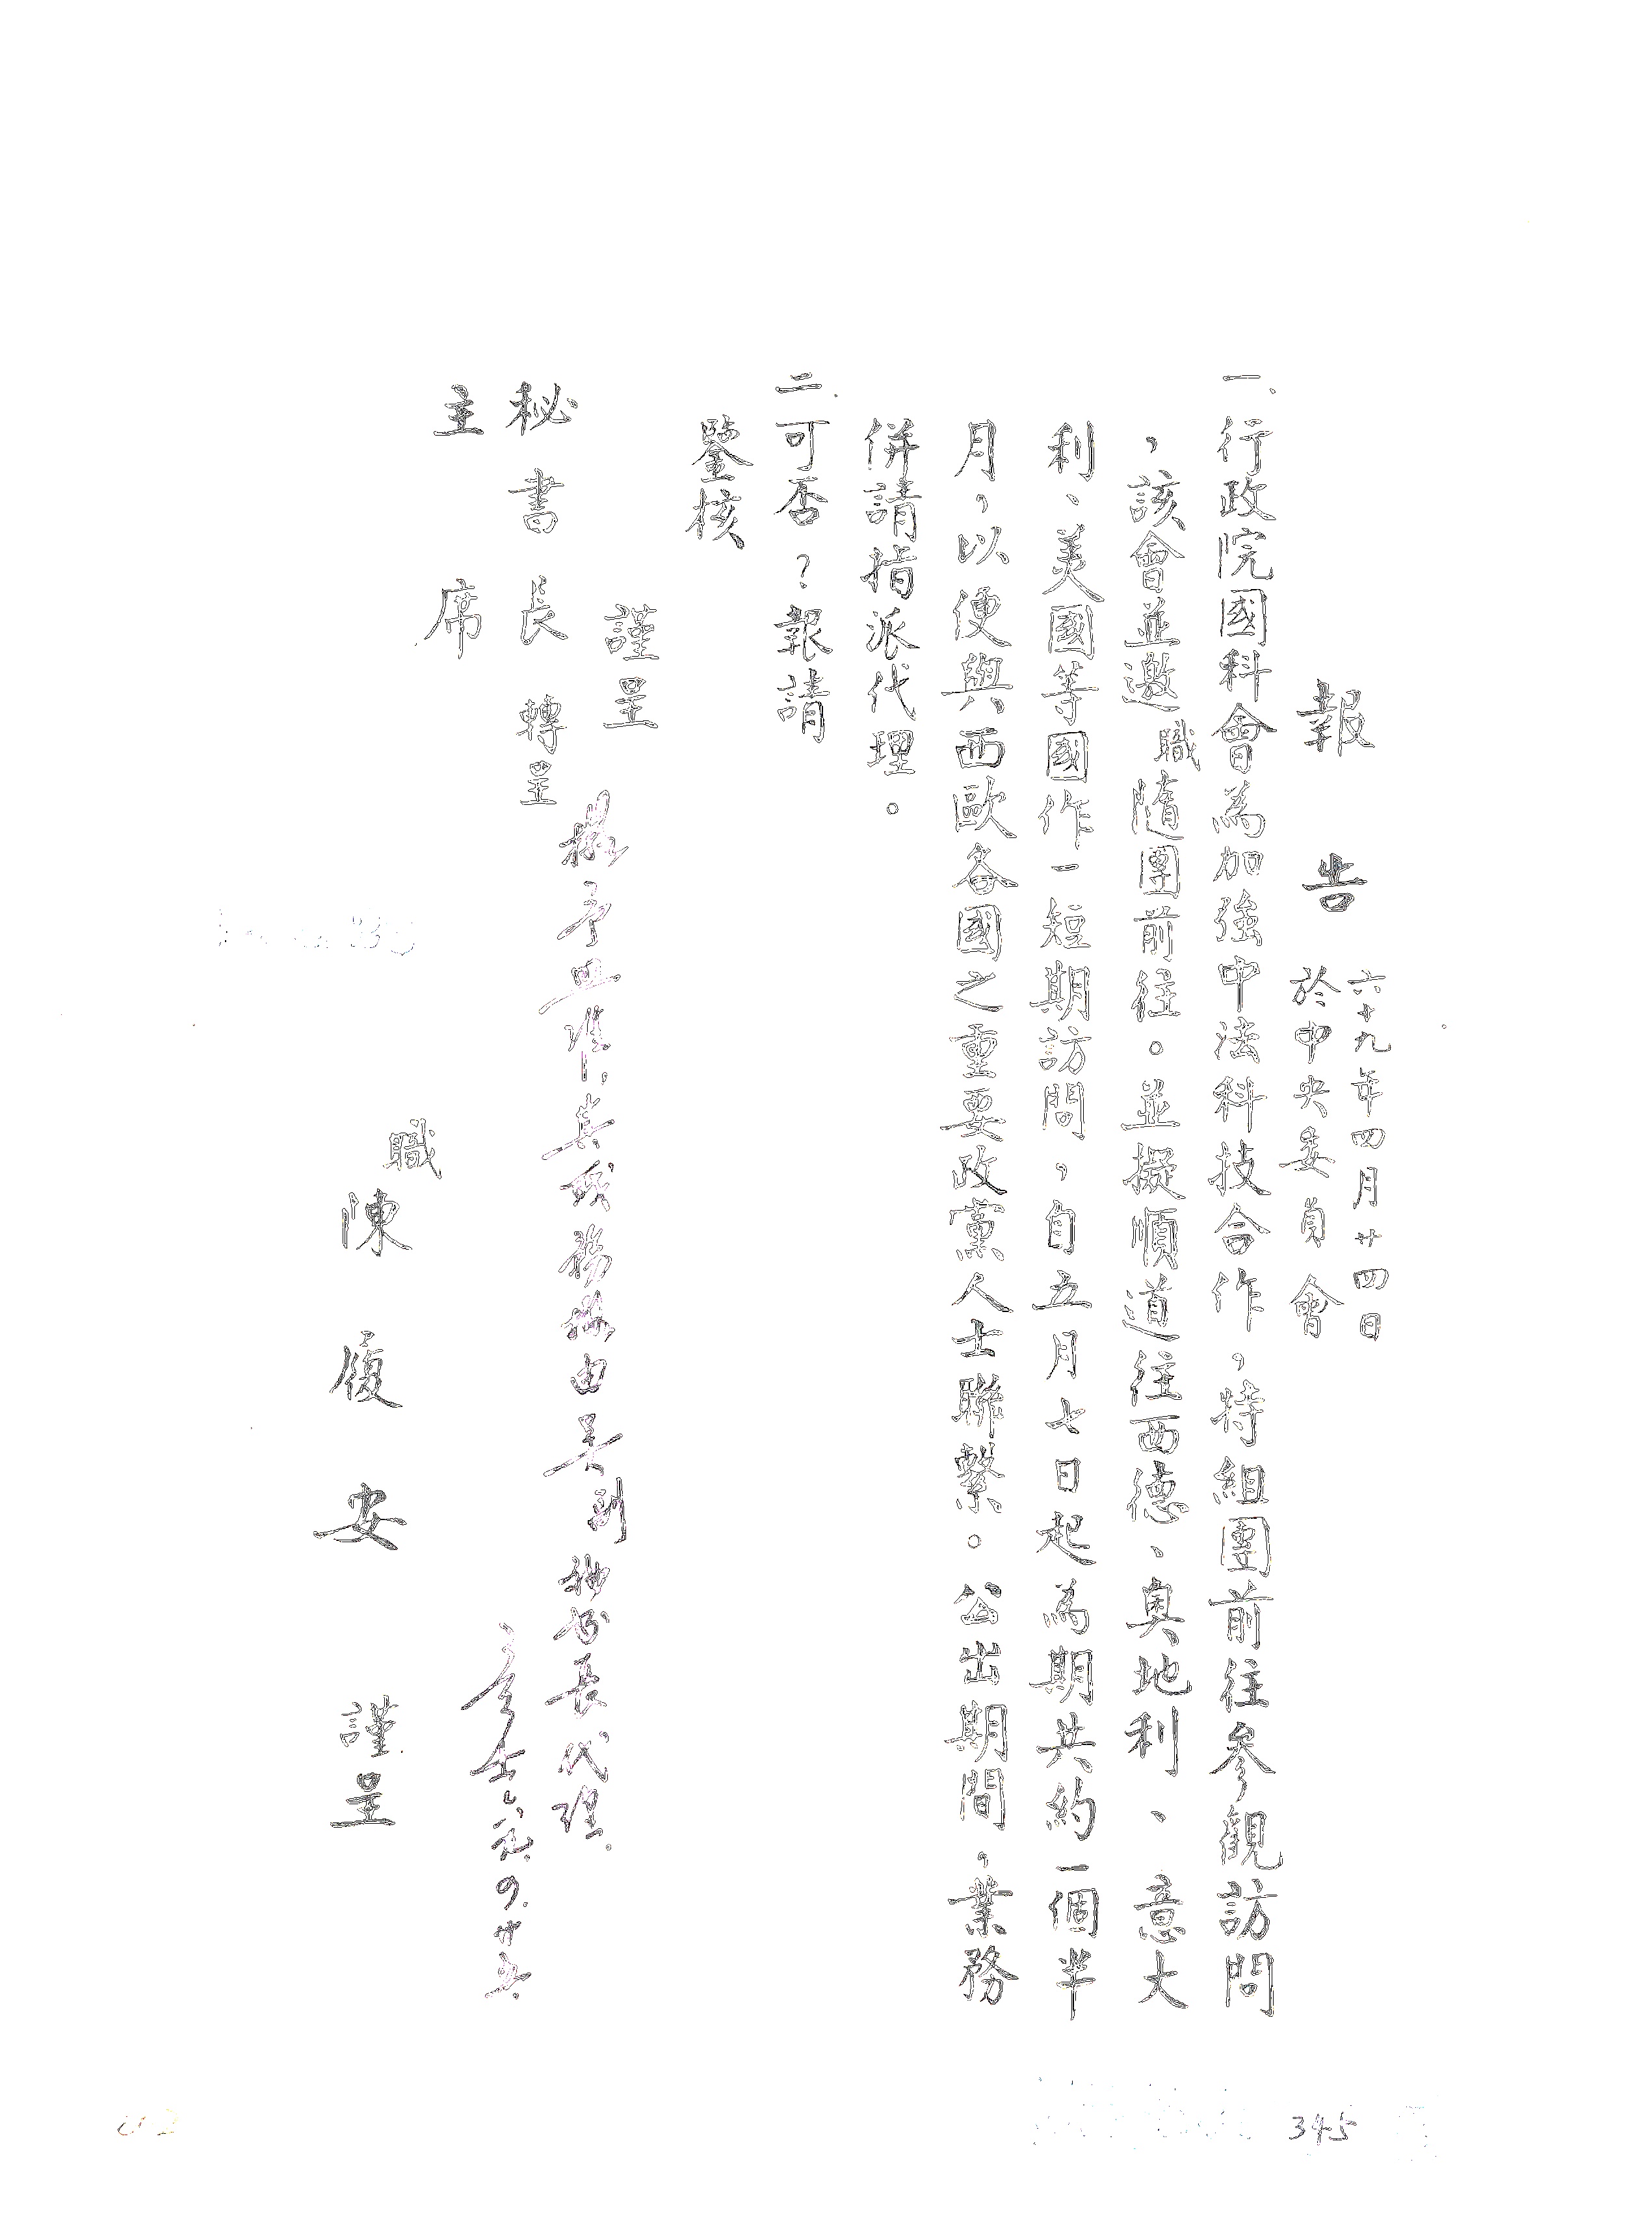 報告
六十九年四月廿四日
於中央委員會
一、行政院國科會為加強中法科技合作，特組團前往參觀訪問
，該會並邀職隨團前往。並擬順道往西德、奧地利、意大
利、美國等國作一短期訪問，自五月七日起為期共約一個半
月，以便與西歐各國之重要政黨人士聯繫。公出期間，業務
併請指派代理。
二、可否？報請
鑒核
謹呈
秘書長轉呈
主席
擬予照准，其職務擬由吳副秘書長代理。
六九、四、廿八
職陳履安謹呈
345